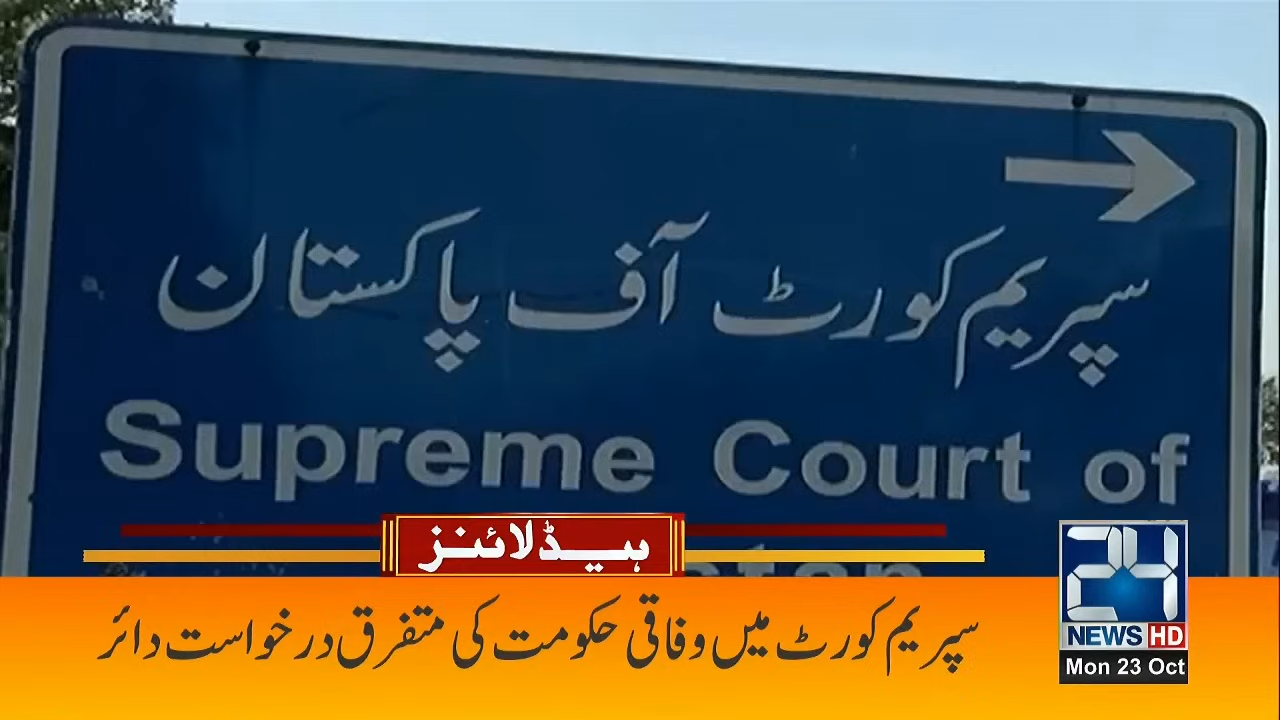 سپریم کورٹ آف پاکستان
Supreme Court of
ہیڈلائنز
سپریم کورٹ میں وفاقی حکومت کی متفرق درخواست دائر
24
NEWS HD
Mon 23 Oct